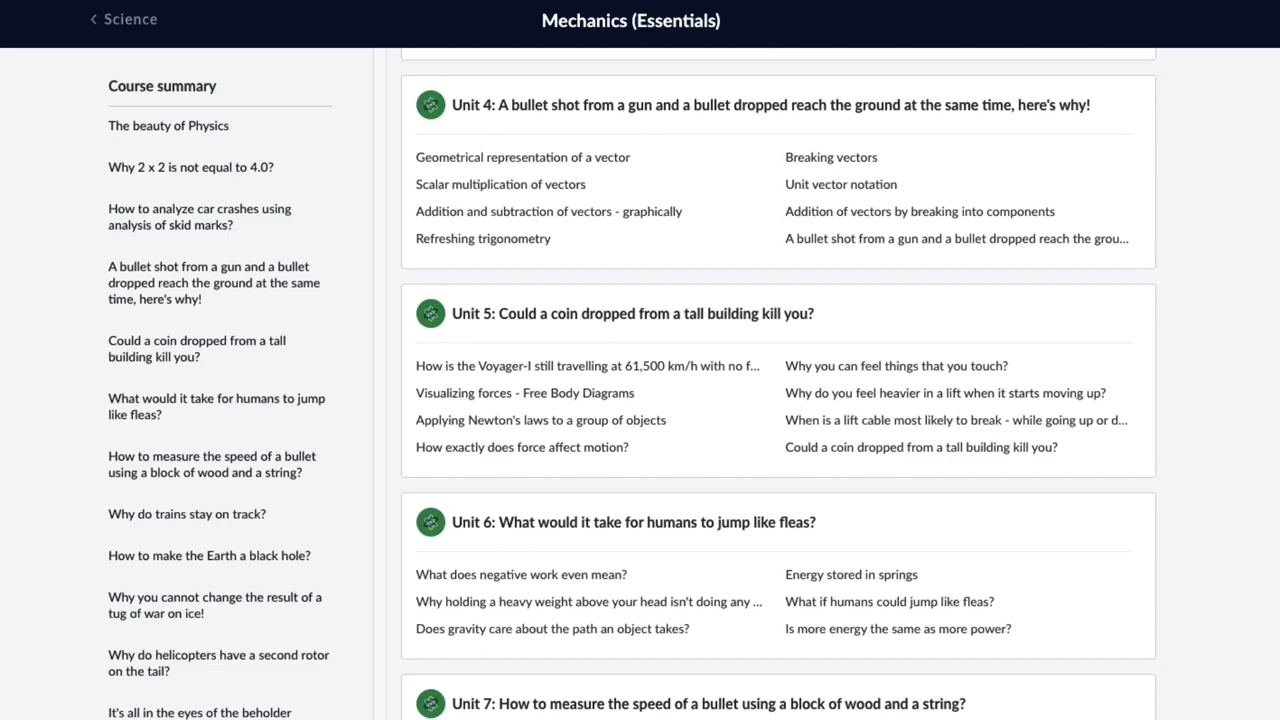 Science
Mechanics (Essentials)
Course summary
The beauty of Physics
Why 2 x 2 is not equal to 4.0?
How to analyze car crashes using
analysis of skid marks?
A bullet shot from a gun and a bullet
dropped reach the ground at the same
time, here's why!
Could a coin dropped from a tall
building kill you?
What would it take for humans to jump
like fleas?
How to measure the speed of a bullet
using a block of wood and a string?
Why do trains stay on track?
How to make the Earth a black hole?
Why you cannot change the result of a
tug of war on ice!
Why do helicopters have a second rotor
on the tail?
It's all in the eyes of the beholder
Unit 4: A bullet shot from a gun and a bullet dropped reach the ground at the same time, here's why!
Geometrical representation of a vector
Breaking vectors
Scalar multiplication of vectors
Unit vector notation
Addition and subtraction of vectors - graphically
Addition of vectors by breaking into components
Refreshing trigonometry
A bullet shot from a gun and a bullet dropped reach the grou...
Unit 5: Could a coin dropped from a tall building kill you?
How is the Voyager-I still travelling at 61,500 km/h with no f...
Why you can feel things that you touch?
Visualizing forces - Free Body Diagrams
Why do you feel heavier in a lift when it starts moving up?
Applying Newton's laws to a group of objects
When is a lift cable most likely to break - while going up or d...
How exactly does force affect motion?
Could a coin dropped from a tall building kill you?
Unit 6: What would it take for humans to jump like fleas?
What does negative work even mean?
Energy stored in springs
Why holding a heavy weight above your head isn't doing any ...
What if humans could jump like fleas?
Does gravity care about the path an object takes?
Is more energy the same as more power?
Unit 7: How to measure the speed of a bullet using a block of wood and a string?